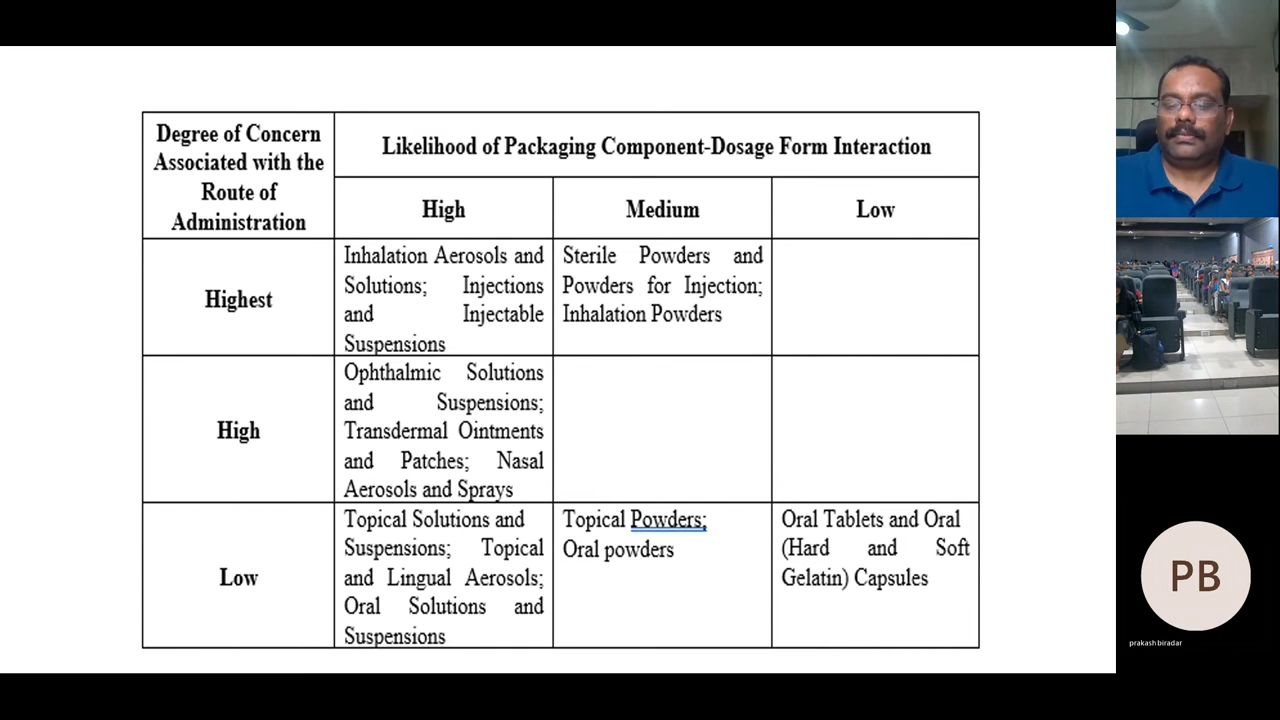 Degree of Concern
Associated with the
Route of
Administration
Likelihood of Packaging Component-Dosage Form Interaction
High
Medium
Low
Highest
Inhalation Aerosols and
Solutions; Injections
and Injectable
Suspensions
Sterile Powders and
Powders for Injection;
Inhalation Powders
High
Ophthalmic Solutions
and Suspensions;
Transdermal Ointments
and Patches; Nasal
Aerosols and Sprays
Low
Topical Solutions and
Suspensions; Topical
and Lingual Aerosols;
Oral Solutions and
Suspensions
Topical Powders;
Oral powders
Oral Tablets and Oral
(Hard and Soft
Gelatin) Capsules
PB
prakash biradar